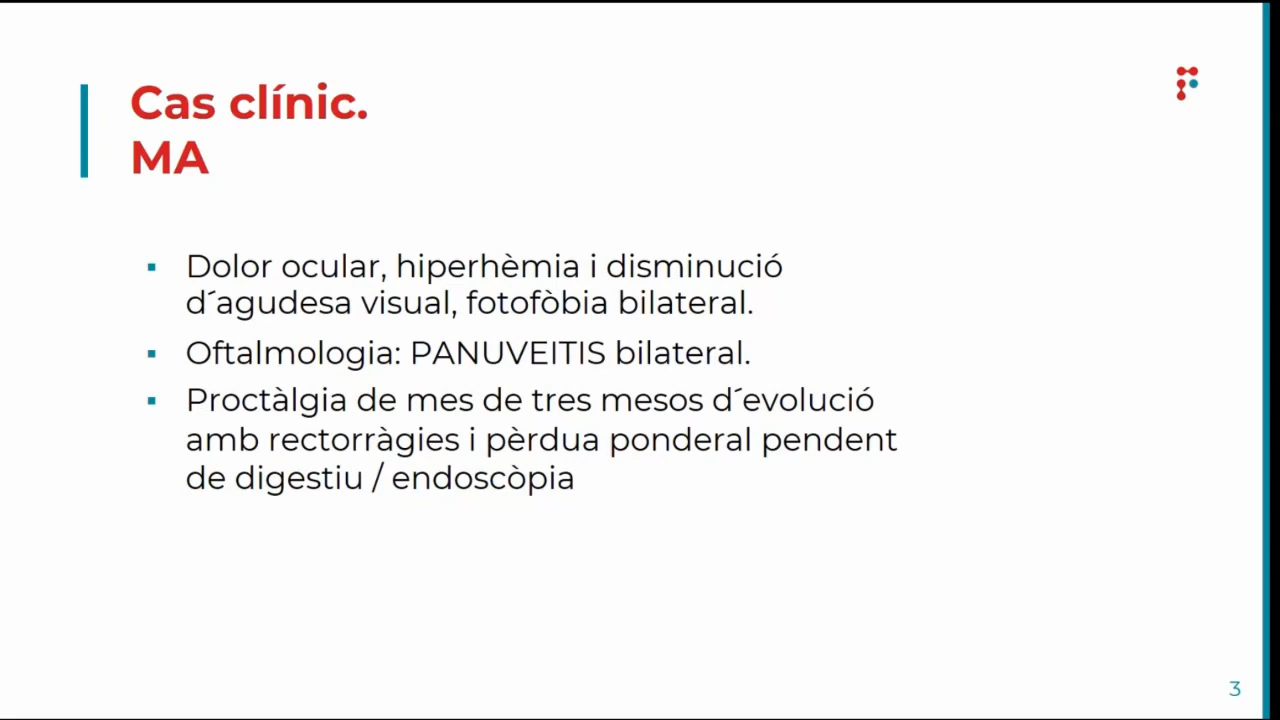 Cas clínic.
MA
▪ Dolor ocular, hiperhèmia i disminució
d´agudesa visual, fotofòbia bilateral.
▪ Oftalmologia: PANUVEITIS bilateral.
▪ Proctàlgia de mes de tres mesos d´evolució
amb rectorràgies i pèrdua ponderal pendent
de digestiu / endoscòpia
3